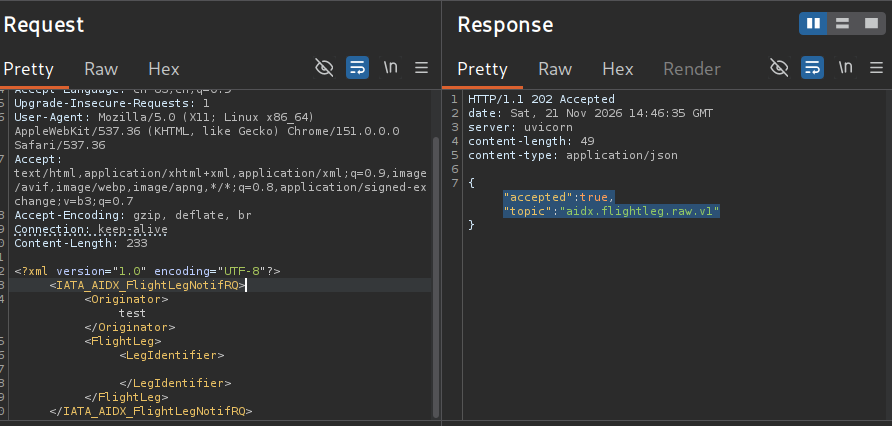 Request
Pretty Raw Hex
\n
Upgrade-Insecure-Requests: 1
User-Agent: Mozilla/5.0 (X11; Linux x86_64)
AppleWebKit/537.36 (KHTML, like Gecko) Chrome/151.0.0.0
Safari/537.36
Accept:
text/html,application/xhtml+xml,application/xml;q=0.9,image
/avif,image/webp,image/apng,*/*;q=0.8,application/signed-ex
change;v=b3;q=0.7
Accept-Encoding: gzip, deflate, br
Connection: keep-alive
Content-Length: 233
<?xml version="1.0" encoding="UTF-8"?>
<IATA_AIDX_FlightLegNotifRQ>
<Originator>
test
</Originator>
<FlightLeg>
<LegIdentifier>
</LegIdentifier>
</FlightLeg>
</IATA_AIDX_FlightLegNotifRQ>
Response
Pretty Raw Hex Render
\n
1 HTTP/1.1 202 Accepted
2 date: Sat, 21 Nov 2026 14:46:35 GMT
3 server: uvicorn
4 content-length: 49
5 content-type: application/json
6
7 {
"accepted":true,
"topic":"aidx.flightleg.raw.v1"
}